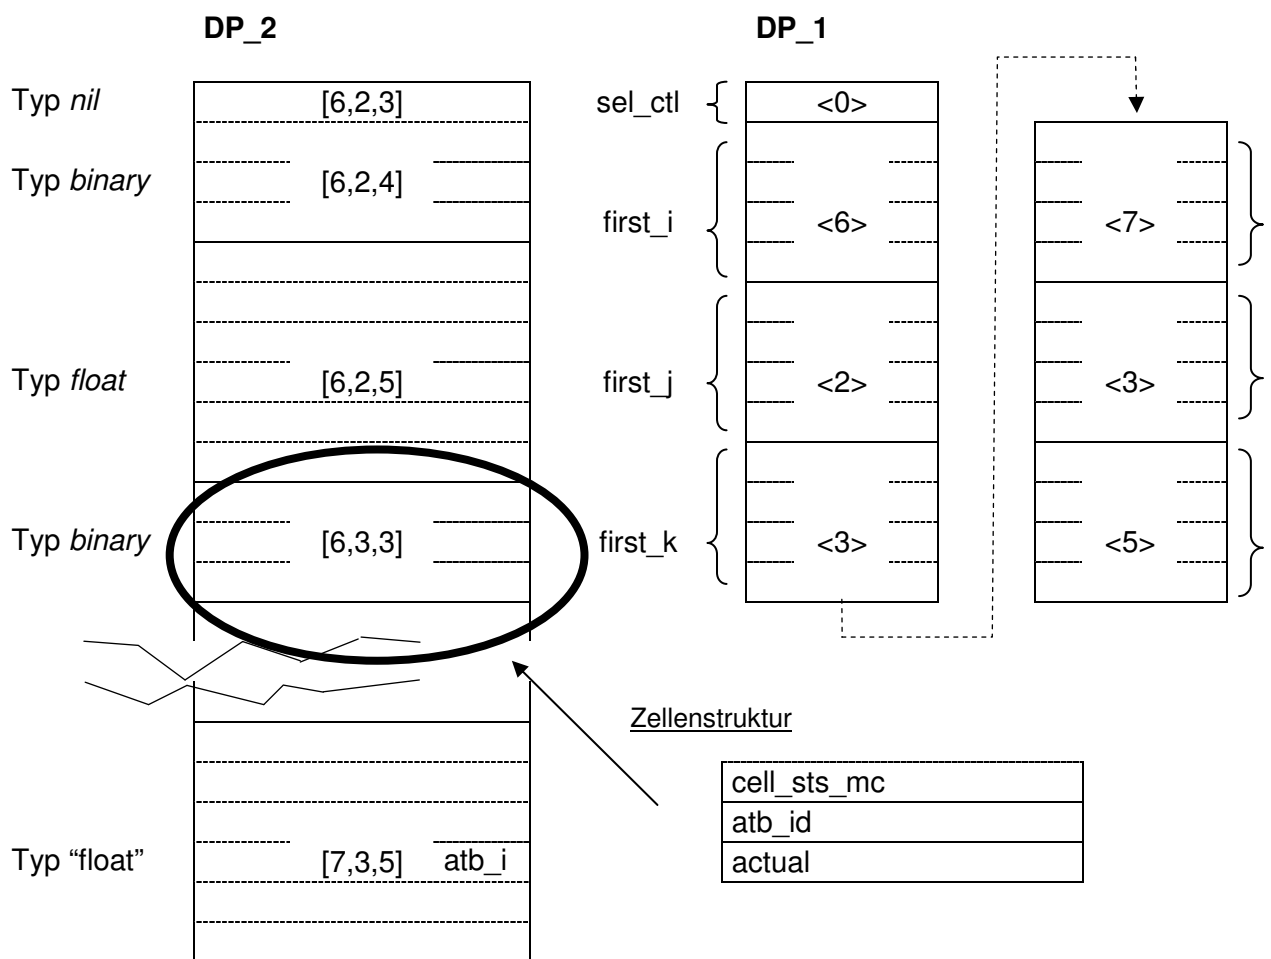 DP_2
DP_1
Typ nil
[6,2,3]
sel_ctl
<0>
Typ binary
[6,2,4]
first_i
<6>
<7>
Typ float
[6,2,5]
first_j
<2>
<3>
Typ binary
[6,3,3]
first_k
<3>
<5>
Zellenstruktur
cell_sts_mc
atb_id
actual
Typ “float”
[7,3,5]
atb_i